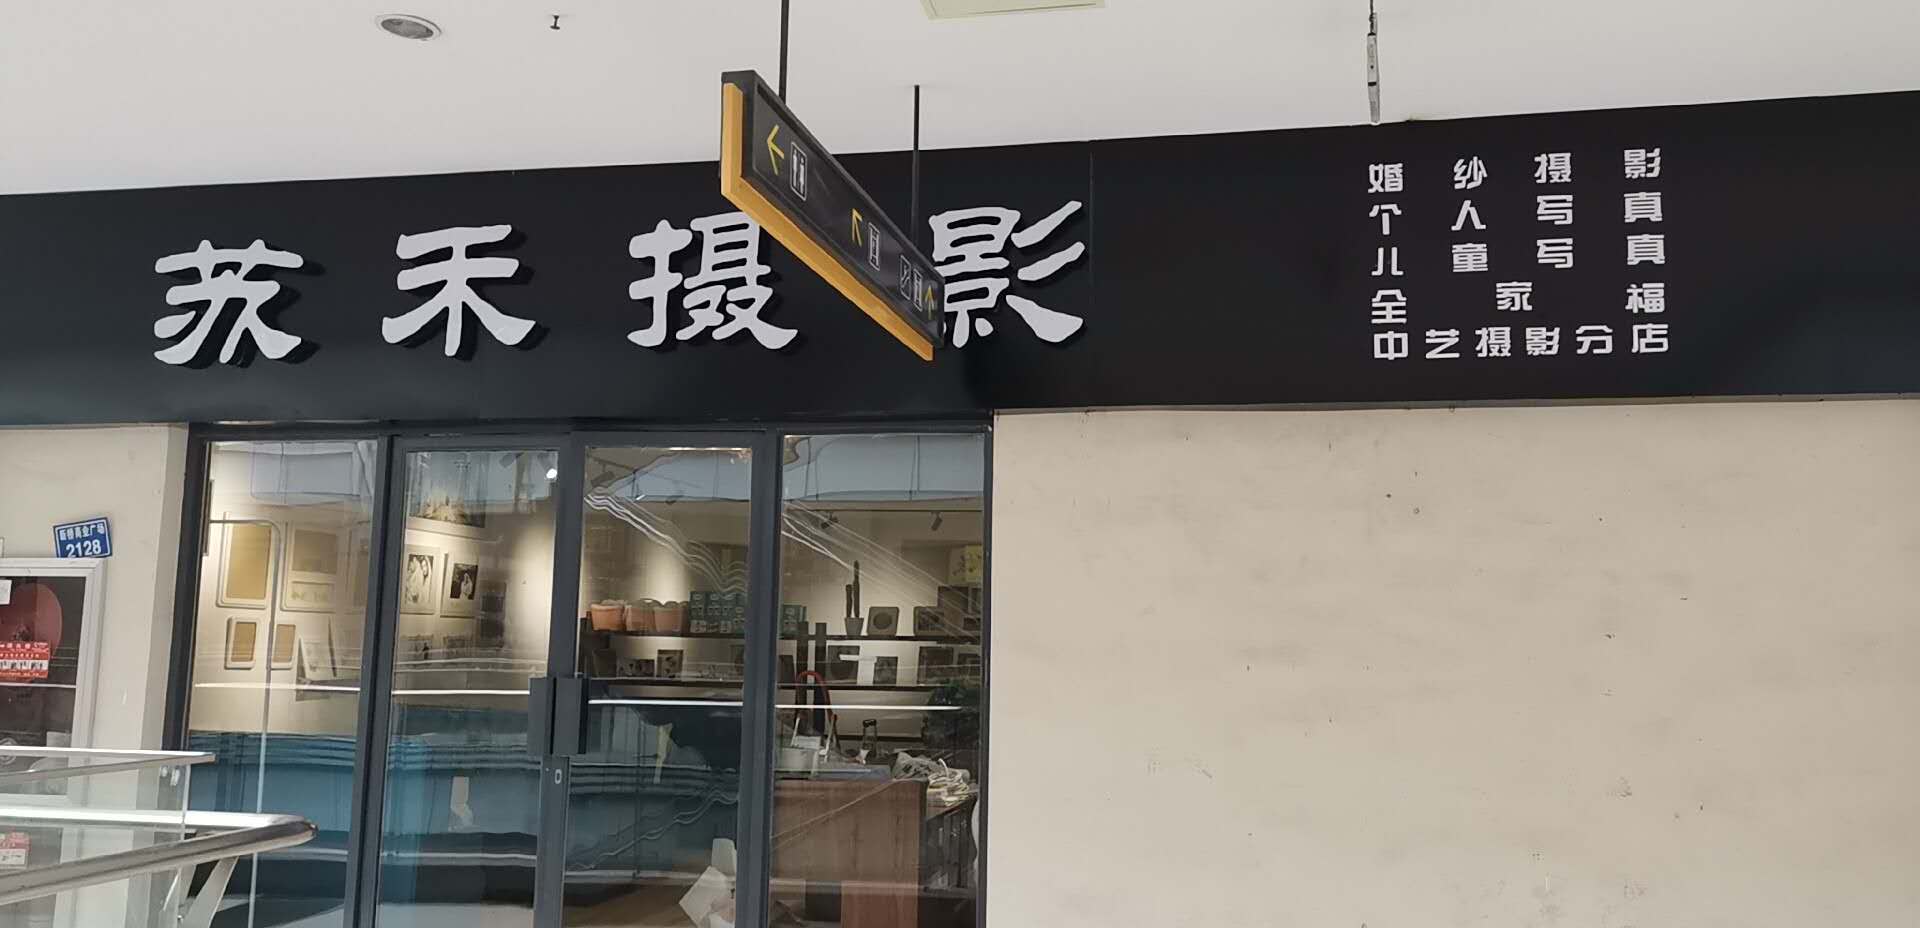 苏禾摄影
婚纱摄影
个人写真
儿童写真
全家福
中艺摄影分店
2128